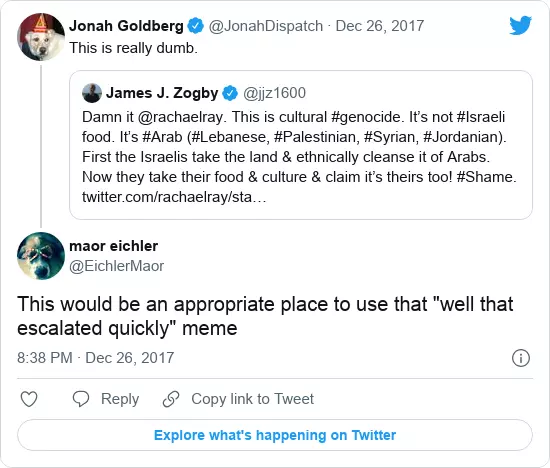 Jonah Goldberg @JonahDispatch · Dec 26, 2017
This is really dumb.
James J. Zogby @jjz1600
Damn it @rachaelray. This is cultural #genocide. It’s not #Israeli
food. It’s #Arab (#Lebanese, #Palestinian, #Syrian, #Jordanian).
First the Israelis take the land & ethnically cleanse it of Arabs.
Now they take their food & culture & claim it’s theirs too! #Shame.
twitter.com/rachaelray/sta…
maor eichler
@EichlerMaor
This would be an appropriate place to use that "well that
escalated quickly" meme
8:38 PM · Dec 26, 2017
Reply
Copy link to Tweet
Explore what's happening on Twitter